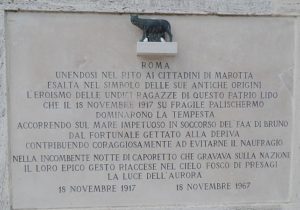 ROMA
UNENDOSI NEL RITO AI CITTADINI DI MAROTTA
ESALTA NEL SIMBOLO DELLE SUE ANTICHE ORIGINI
L'EROISMO DELLE UNDICI RAGAZZE DI QUESTO PATRIO LIDO
CHE IL 18 NOVEMBRE 1917 SU FRAGILE PALISCHERMO
DOMINARONO LA TEMPESTA
ACCORRENDO SUL MARE IMPETUOSO IN SOCCORSO DEL FAA' DI BRUNO
DAL FORTUNALE GETTATO ALLA DERIVA
CONTRIBUENDO CORAGGIOSAMENTE AD EVITARNE IL NAUFRAGIO
NELLA INCOMBENTE NOTTE DI CAPORETTO CHE GRAVAVA SULLA NAZIONE
IL LORO EPICO GESTO RIACCESE NEL CIELO FOSCO DI PRESAGI
LA LUCE DELL'AURORA
18 NOVEMBRE 1917 18 NOVEMBRE 1967